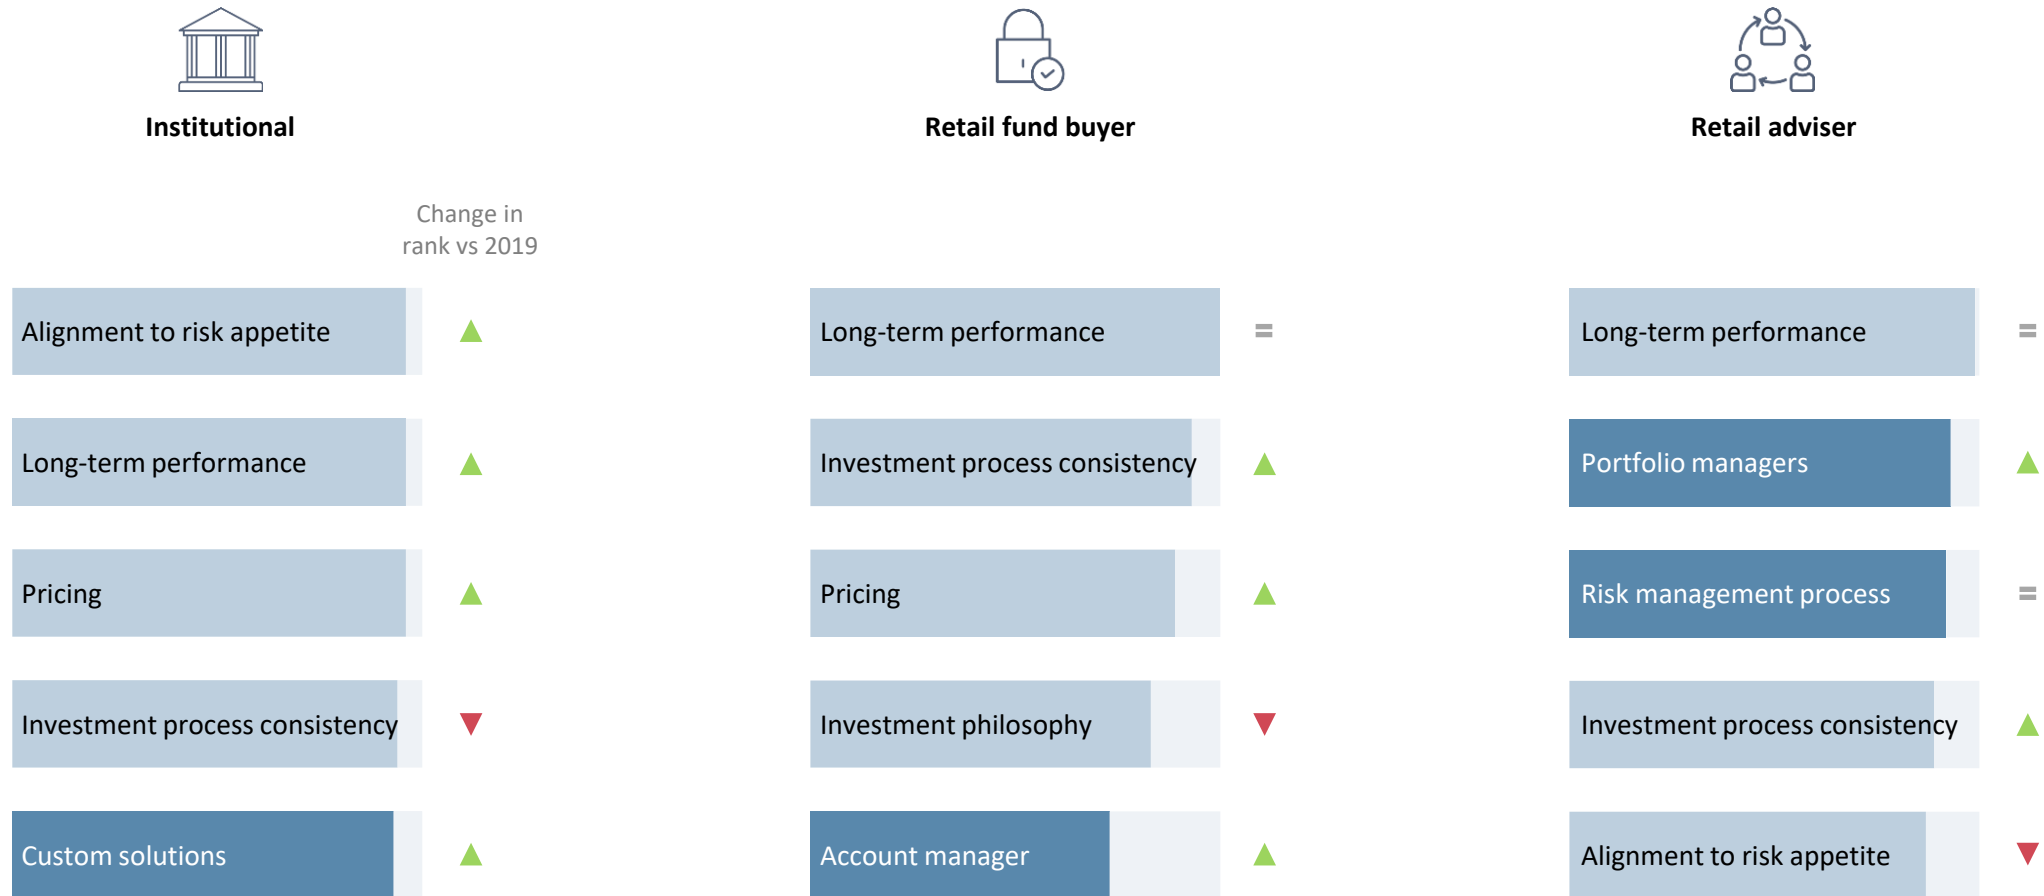 Institutional
Retail fund buyer
Retail adviser
Change in
rank vs 2019
Alignment to risk appetite
Long-term performance
=
Long-term performance
=
Long-term performance
Investment process consistency
Portfolio managers
Pricing
Pricing
Risk management process
=
Investment process consistency
Investment philosophy
Investment process consistency
Custom solutions
Account manager
Alignment to risk appetite